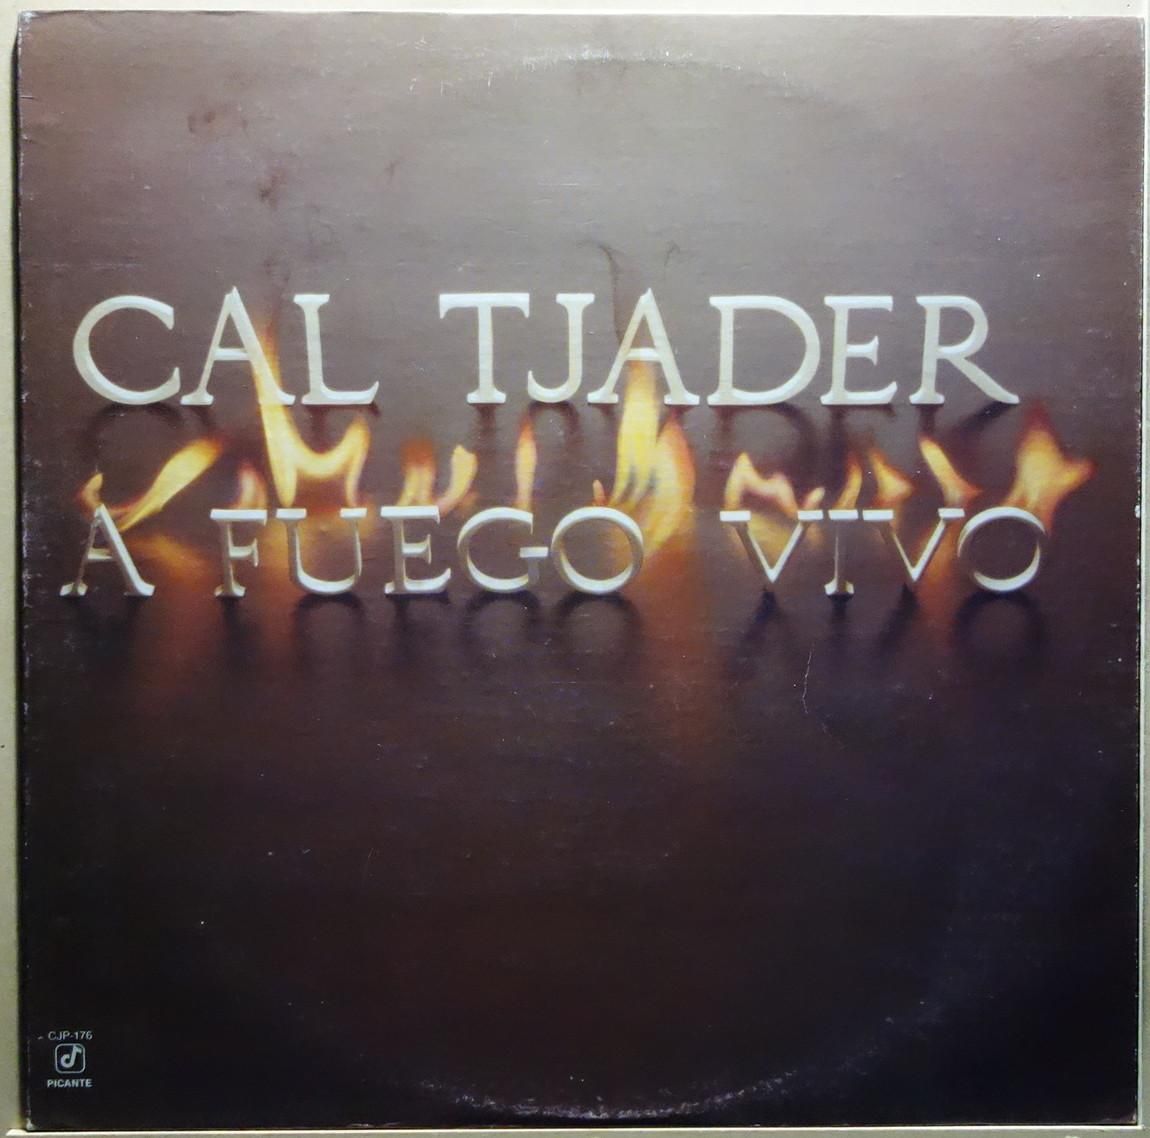 CAL TJADER
A FUEGO VIVO
CJP-176
PICANTE